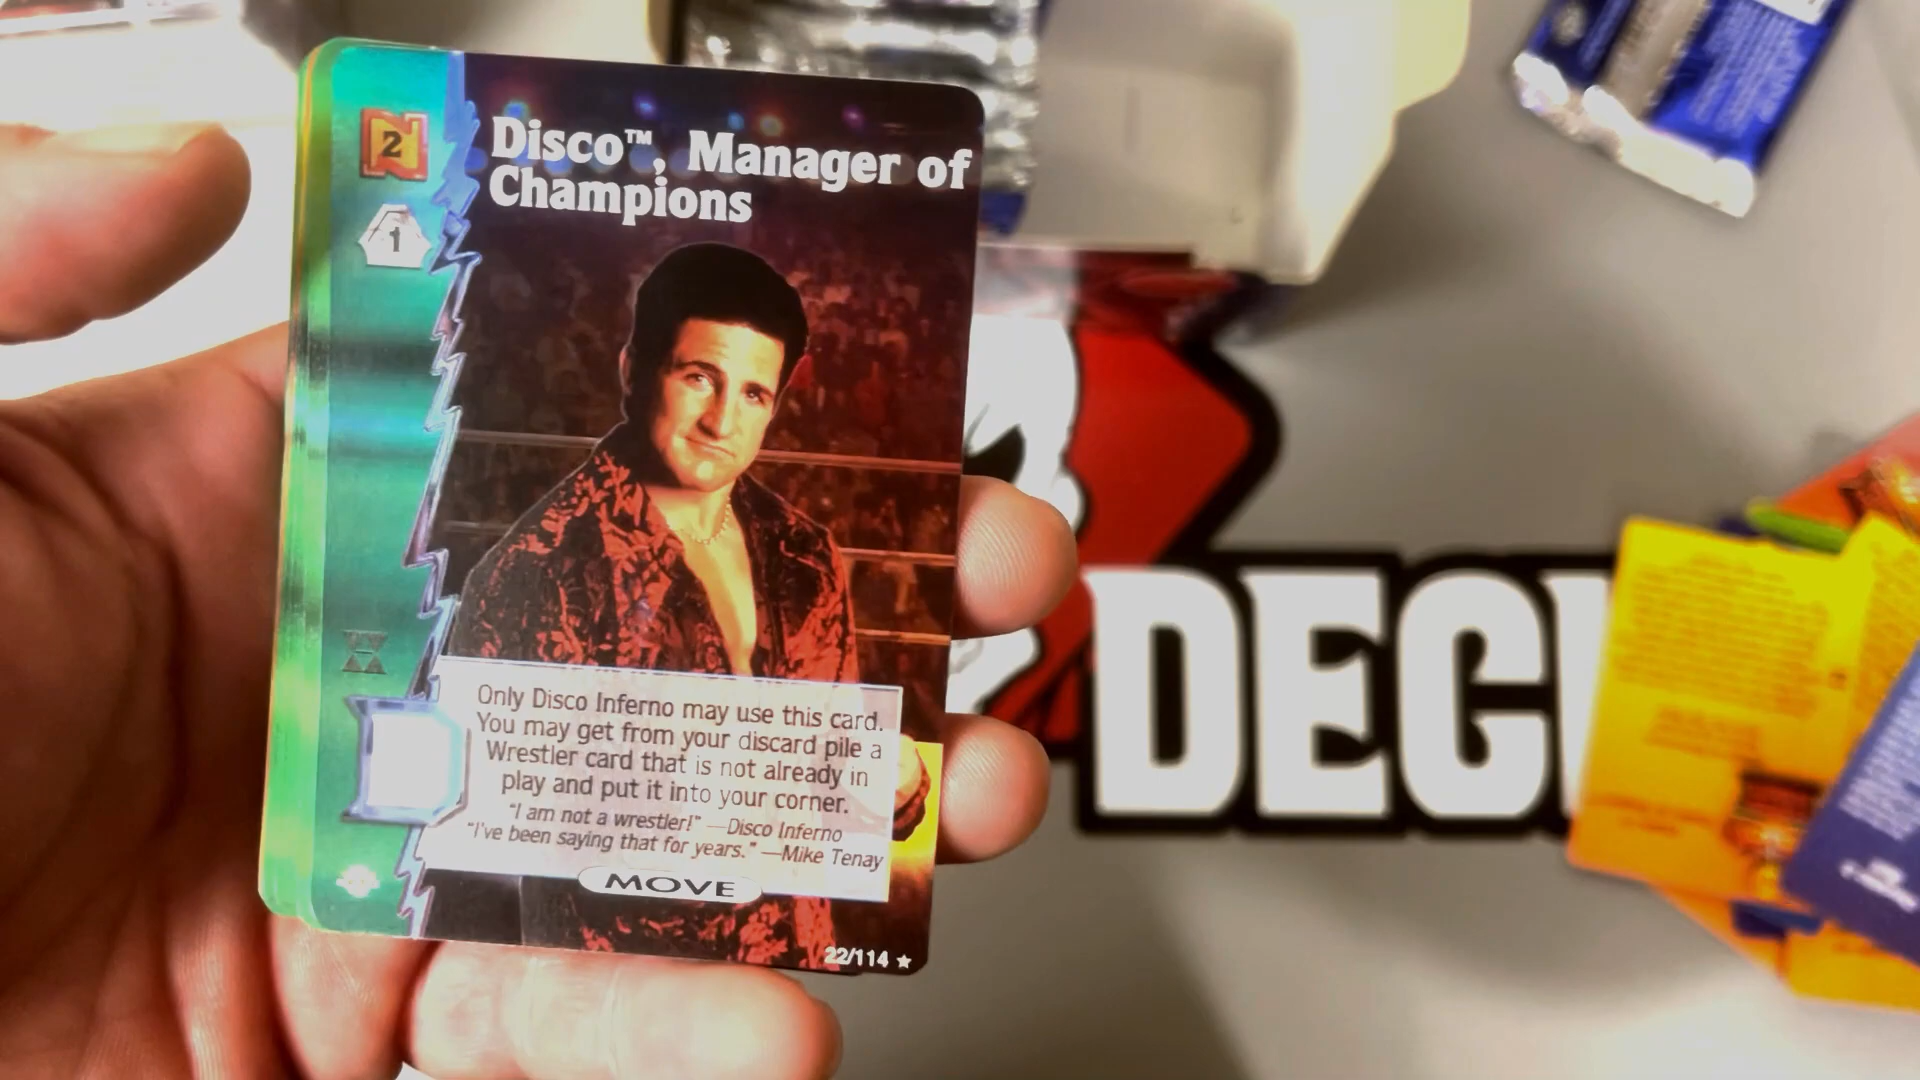 2
1
Disco™, Manager of
Champions
Only Disco Inferno may use this card.
You may get from your discard pile a
Wrestler card that is not already in
play and put it into your corner.
"I am not a wrestler!" —Disco Inferno
"I've been saying that for years." —Mike Tenay
MOVE
22/114 ★
DECI